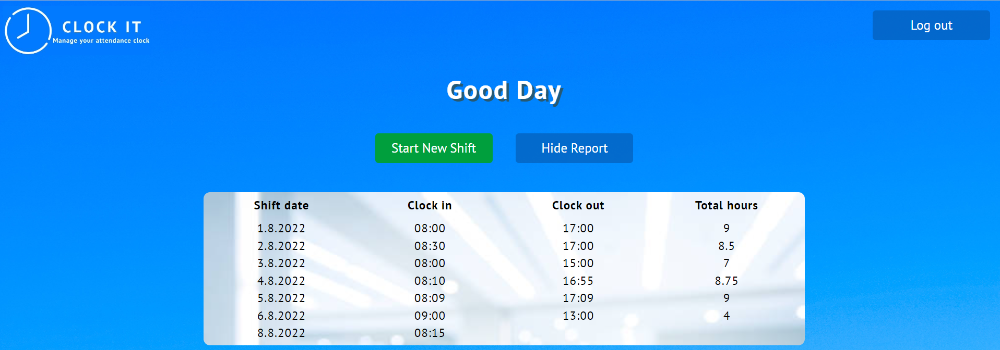 CLOCK IT
Manage your attendance clock
Log out
Good Day
Start New Shift
Hide Report
Shift date Clock in Clock out Total hours
1.8.2022 08:00 17:00 9
2.8.2022 08:30 17:00 8.5
3.8.2022 08:00 15:00 7
4.8.2022 08:10 16:55 8.75
5.8.2022 08:09 17:09 9
6.8.2022 09:00 13:00 4
8.8.2022 08:15